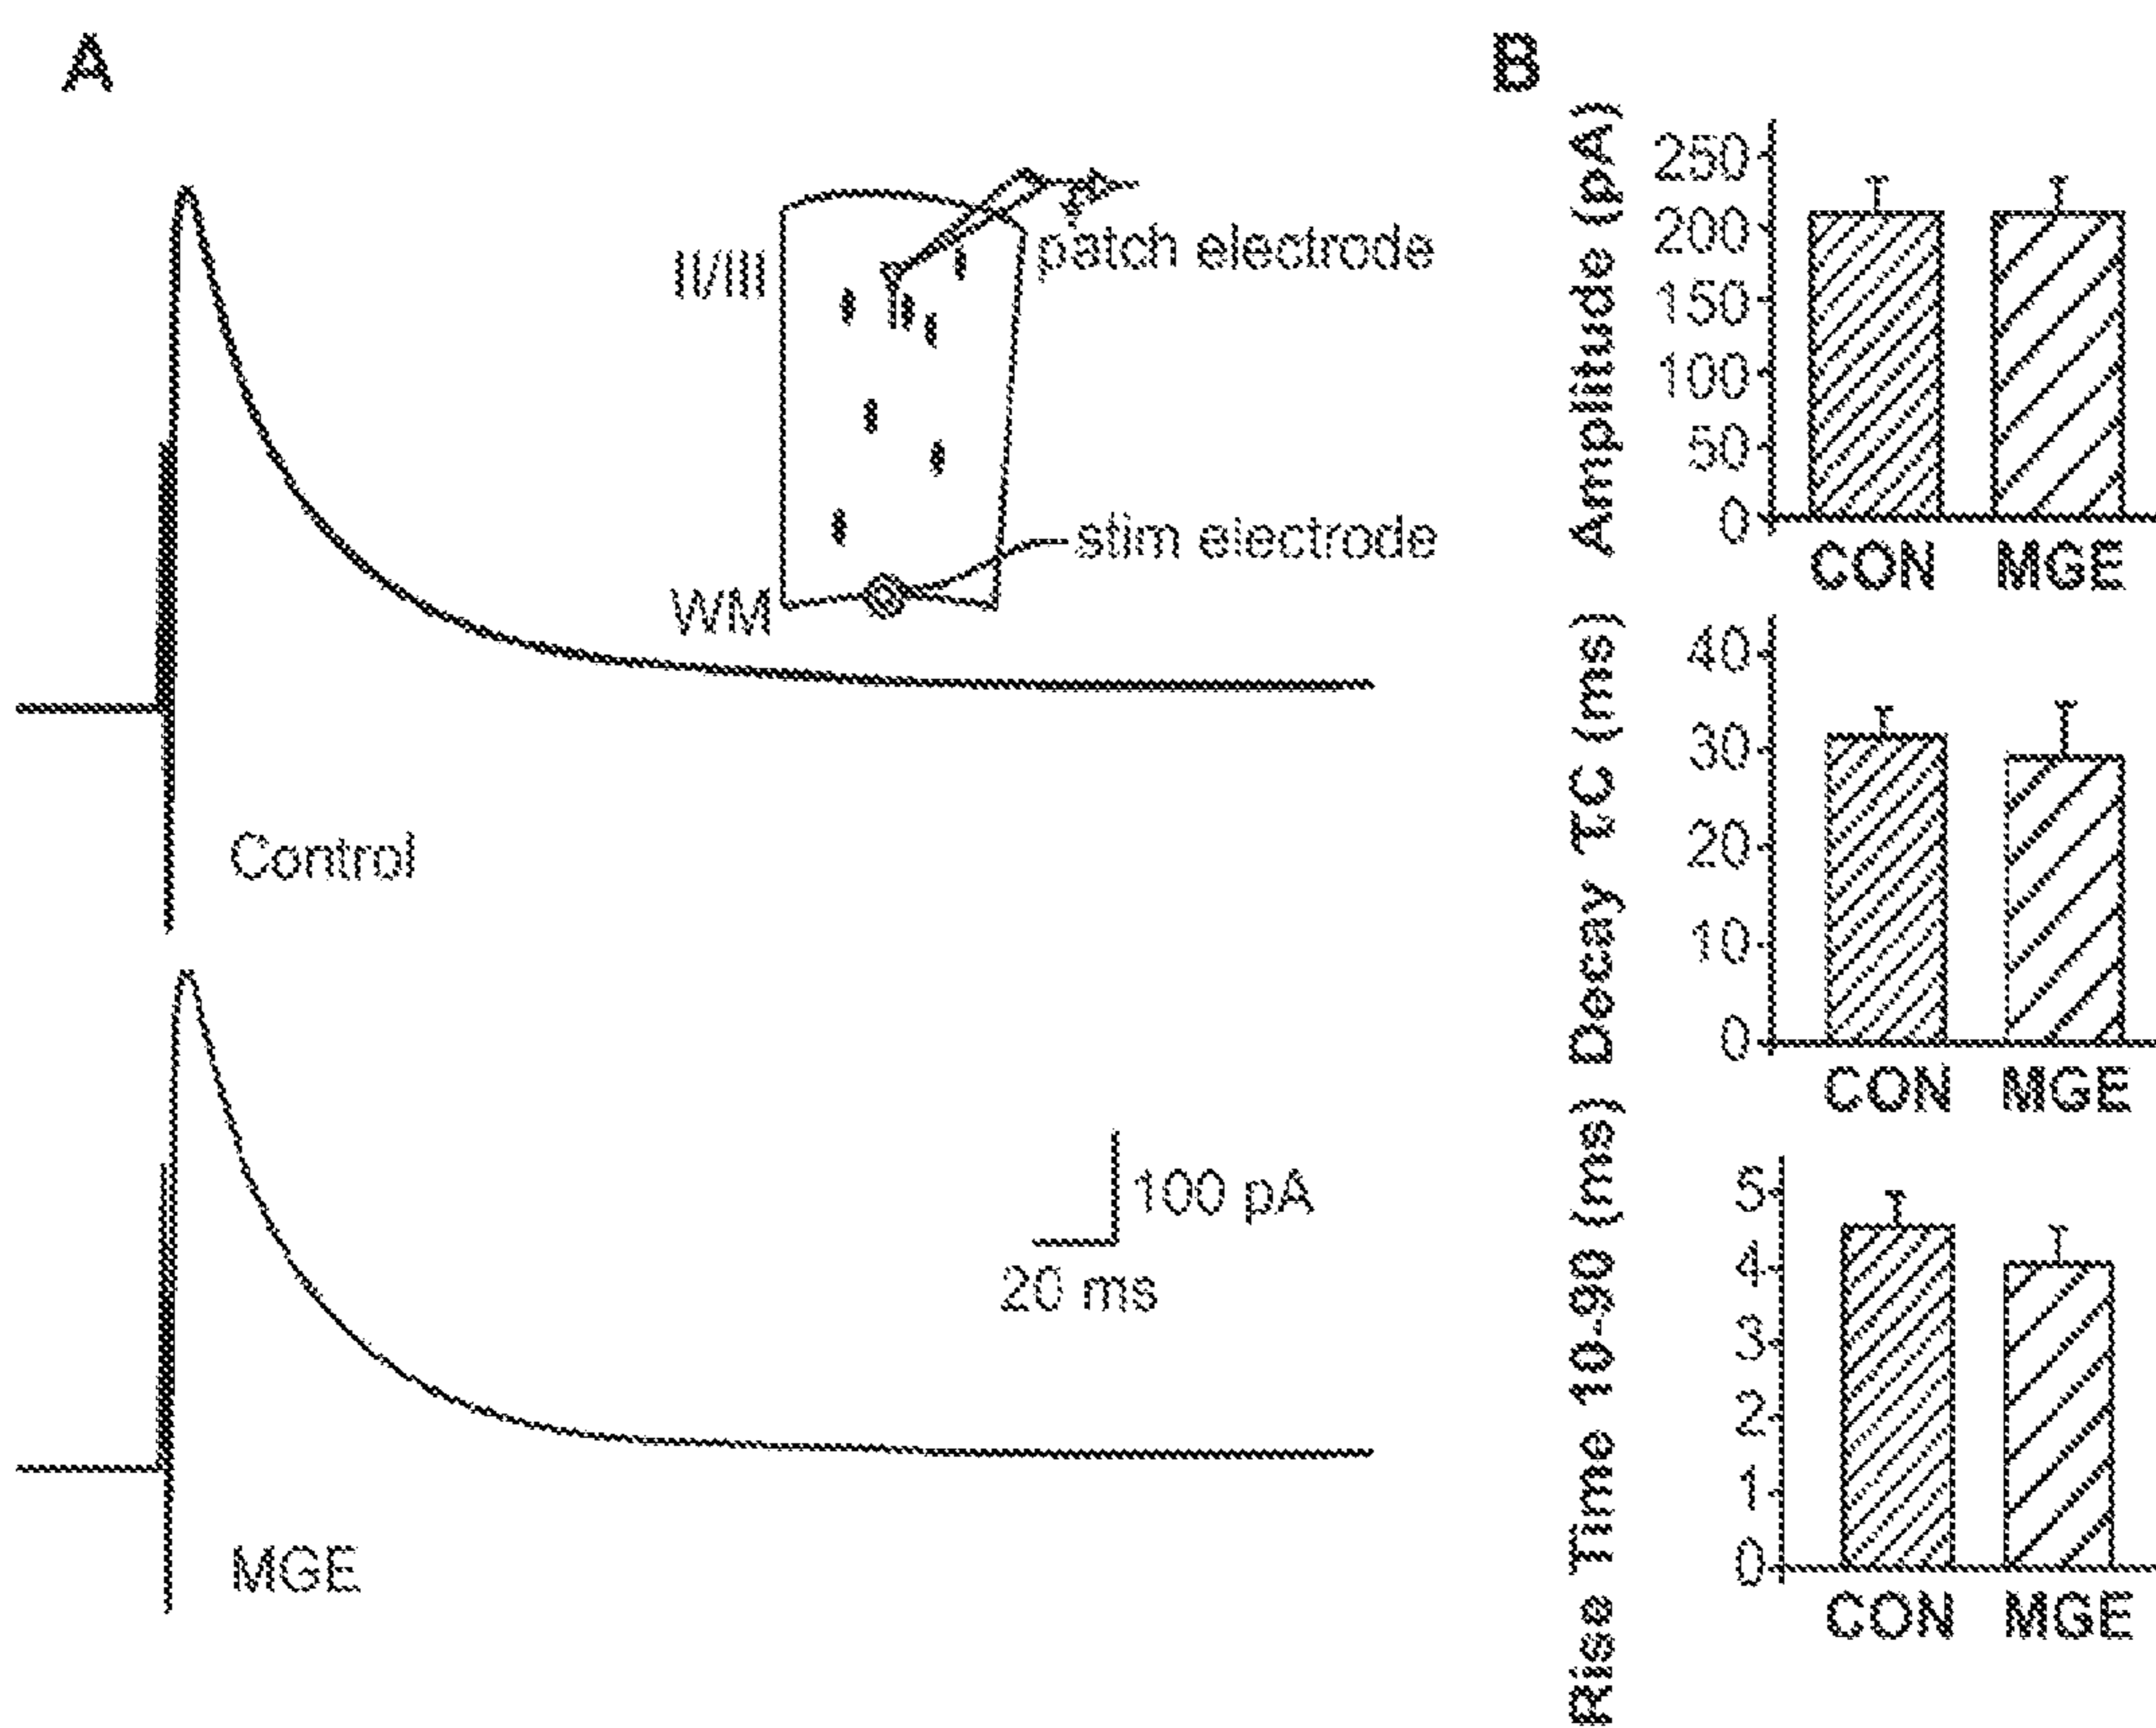 A
II/III
patch electrode
stim electrode
WM
Control
100 pA
20 ms
MGE
B
Amplitude (pA)
250
200
150
100
50
0
CON MGE
Decay TC (ms)
40
30
20
10
0
CON MGE
Rise Time 10-90 (ms)
5
4
3
2
1
0
CON MGE